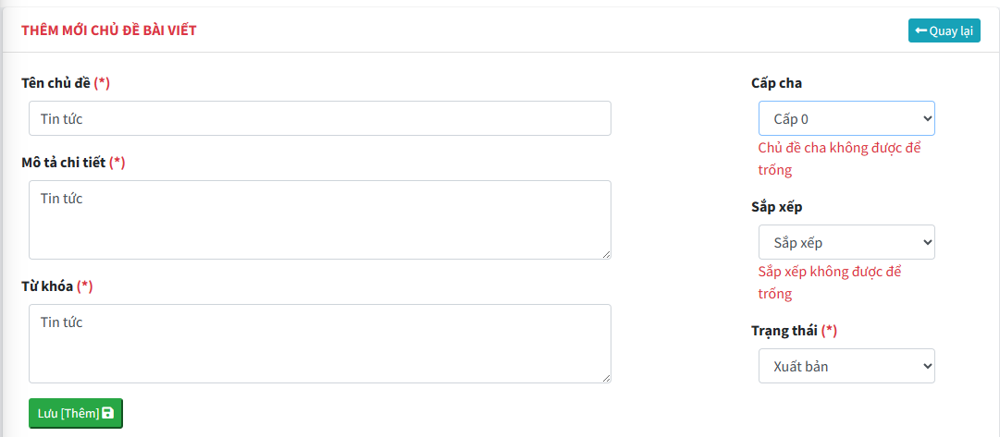 THÊM MỚI CHỦ ĐỀ BÀI VIẾT
Quay lại
Tên chủ đề (*)
Tin tức
Mô tả chi tiết (*)
Tin tức
Từ khóa (*)
Tin tức
Lưu [Thêm]
Cấp cha
Cấp 0
Chủ đề cha không được để
trống
Sắp xếp
Sắp xếp
Sắp xếp không được để
trống
Trạng thái (*)
Xuất bản